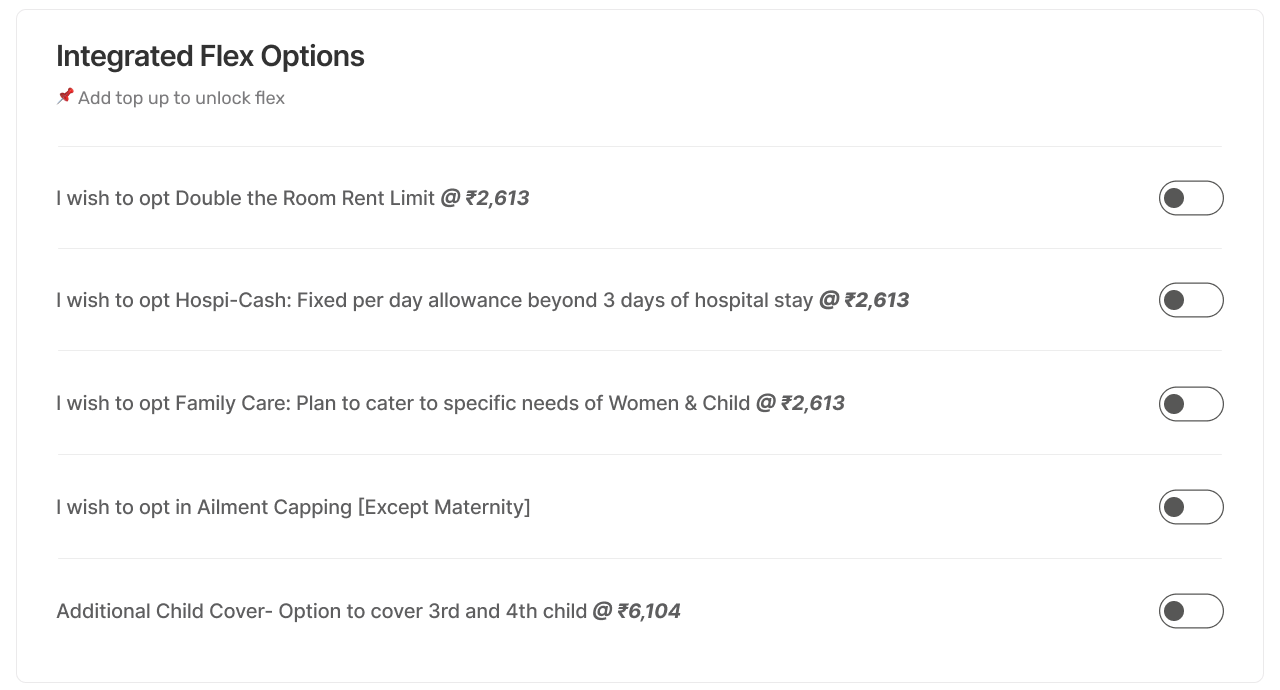 Integrated Flex Options
📌 Add top up to unlock flex
I wish to opt Double the Room Rent Limit @ ₹2,613
I wish to opt Hospi-Cash: Fixed per day allowance beyond 3 days of hospital stay @ ₹2,613
I wish to opt Family Care: Plan to cater to specific needs of Women & Child @ ₹2,613
I wish to opt in Ailment Capping [Except Maternity]
Additional Child Cover- Option to cover 3rd and 4th child @ ₹6,104